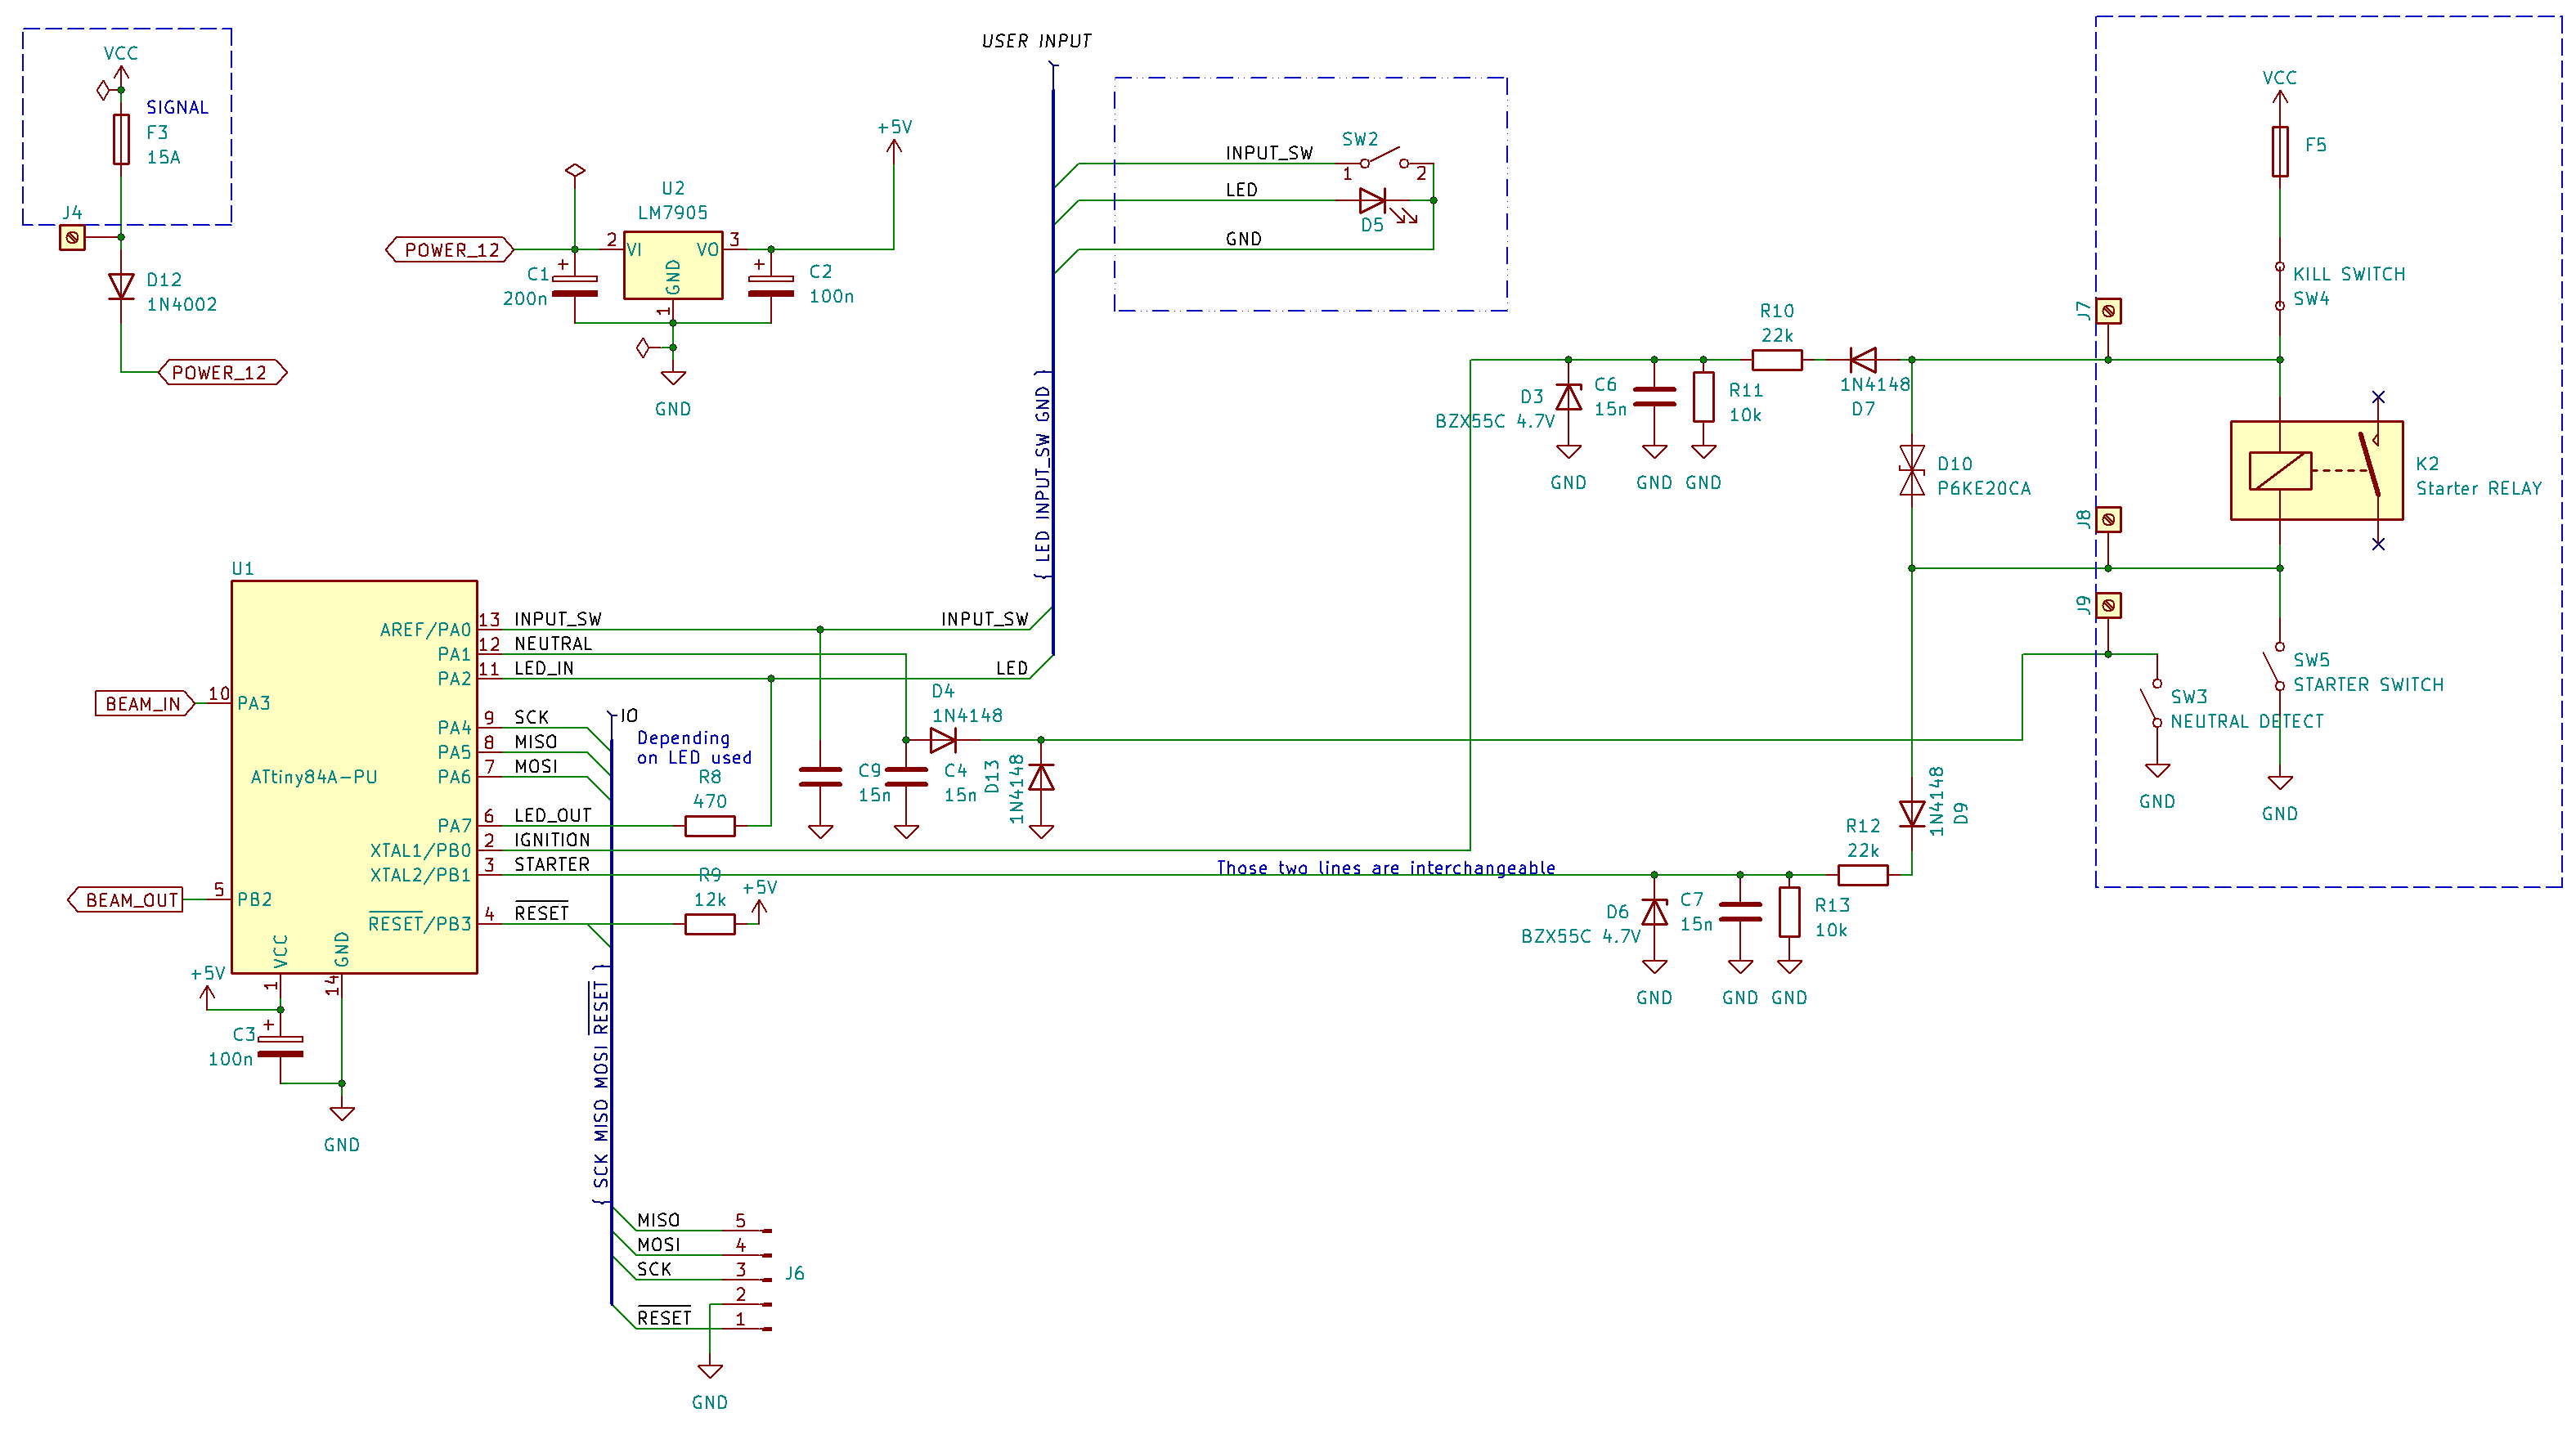 VCC
SIGNAL
F3
15A
J4
D12
1N4002
POWER_12
POWER_12
U2
LM7905
2
VI
VO
3
GND
1
+
C1
200n
+
C2
100n
+5V
GND
USER INPUT
{ LED INPUT_SW GND }
INPUT_SW
LED
GND
SW2
1
2
D5
VCC
F5
KILL SWITCH
SW4
J7
J8
J9
K2
Starter RELAY
SW5
STARTER SWITCH
SW3
NEUTRAL DETECT
GND
GND
R10
22k
1N4148
D7
D3
BZX55C 4.7V
C6
15n
R11
10k
GND
GND
GND
D10
P6KE20CA
1N4148
D9
R12
22k
D6
BZX55C 4.7V
C7
15n
R13
10k
GND
GND
GND
Those two lines are interchangeable
U1
ATtiny84A-PU
AREF/PA0
PA1
PA2
PA3
PA4
PA5
PA6
PA7
XTAL1/PB0
XTAL2/PB1
PB2
RESET/PB3
VCC
GND
13
12
11
10
9
8
7
6
2
3
5
4
1
14
BEAM_IN
BEAM_OUT
INPUT_SW
NEUTRAL
LED_IN
SCK
MISO
MOSI
LED_OUT
IGNITION
STARTER
RESET
INPUT_SW
LED
IO
Depending
on LED used
R8
470
R9
12k
+5V
C9
15n
C4
15n
D4
1N4148
D13
1N4148
+5V
+
C3
100n
GND
{ SCK MISO MOSI RESET }
MISO
MOSI
SCK
RESET
5
4
3
2
1
J6
GND